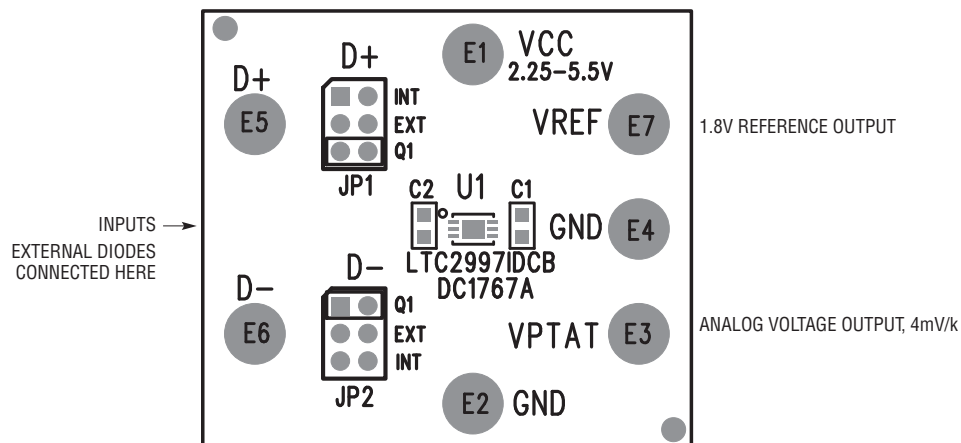 D+
E5
D+
INT
EXT
Q1
JP1
E1
VCC
2.25–5.5V
VREF
E7
1.8V REFERENCE OUTPUT
C2
U1
C1
GND
E4
LTC2997IDCB
DC1767A
INPUTS
EXTERNAL DIODES
CONNECTED HERE
D-
E6
D-
Q1
EXT
INT
JP2
VPTAT
E3
ANALOG VOLTAGE OUTPUT, 4mV/k
E2
GND